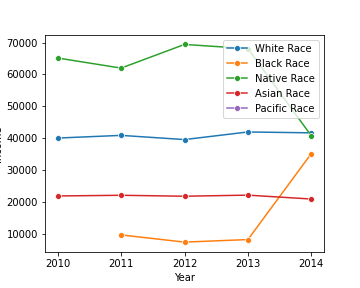 70000
60000
50000
40000
30000
20000
10000
2010 2011 2012 2013 2014
Year
White Race
Black Race
Native Race
Asian Race
Pacific Race